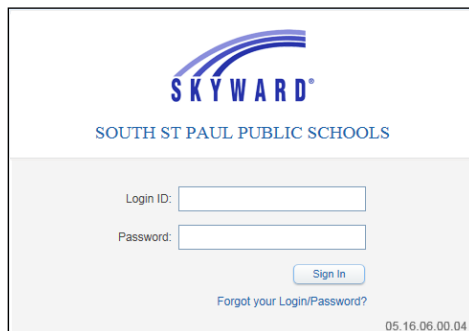 SKYWARD®
SOUTH ST PAUL PUBLIC SCHOOLS
Login ID:
Password:
Sign In
Forgot your Login/Password?
05.16.06.00.04